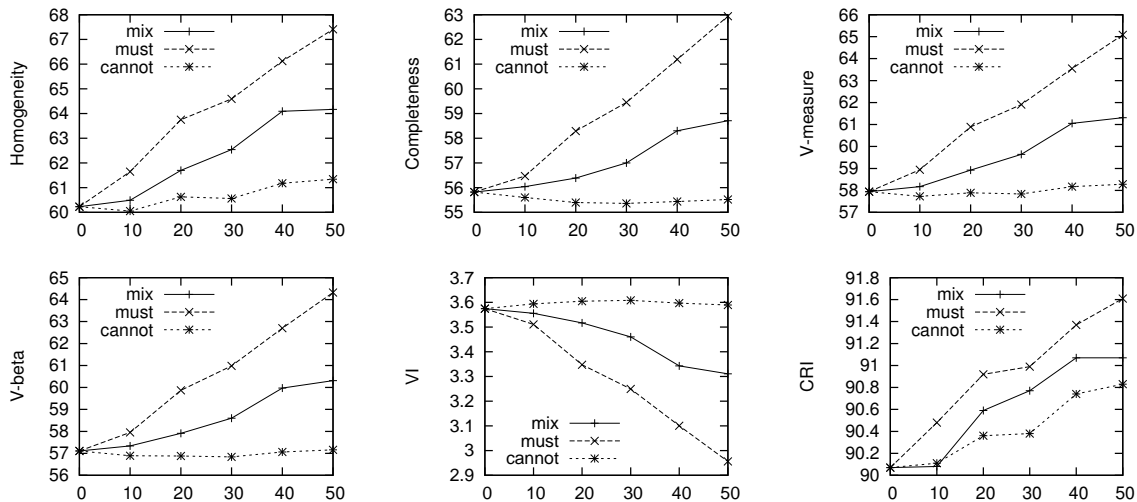 Homogeneity
68
67
66
65
64
63
62
61
60
0 10 20 30 40 50
mix
must
cannot
Completeness
63
62
61
60
59
58
57
56
55
0 10 20 30 40 50
mix
must
cannot
V-measure
66
65
64
63
62
61
60
59
58
57
0 10 20 30 40 50
mix
must
cannot
V-beta
65
64
63
62
61
60
59
58
57
56
0 10 20 30 40 50
mix
must
cannot
VI
3.7
3.6
3.5
3.4
3.3
3.2
3.1
3
2.9
0 10 20 30 40 50
mix
must
cannot
CRI
91.8
91.6
91.4
91.2
91
90.8
90.6
90.4
90.2
90
0 10 20 30 40 50
mix
must
cannot